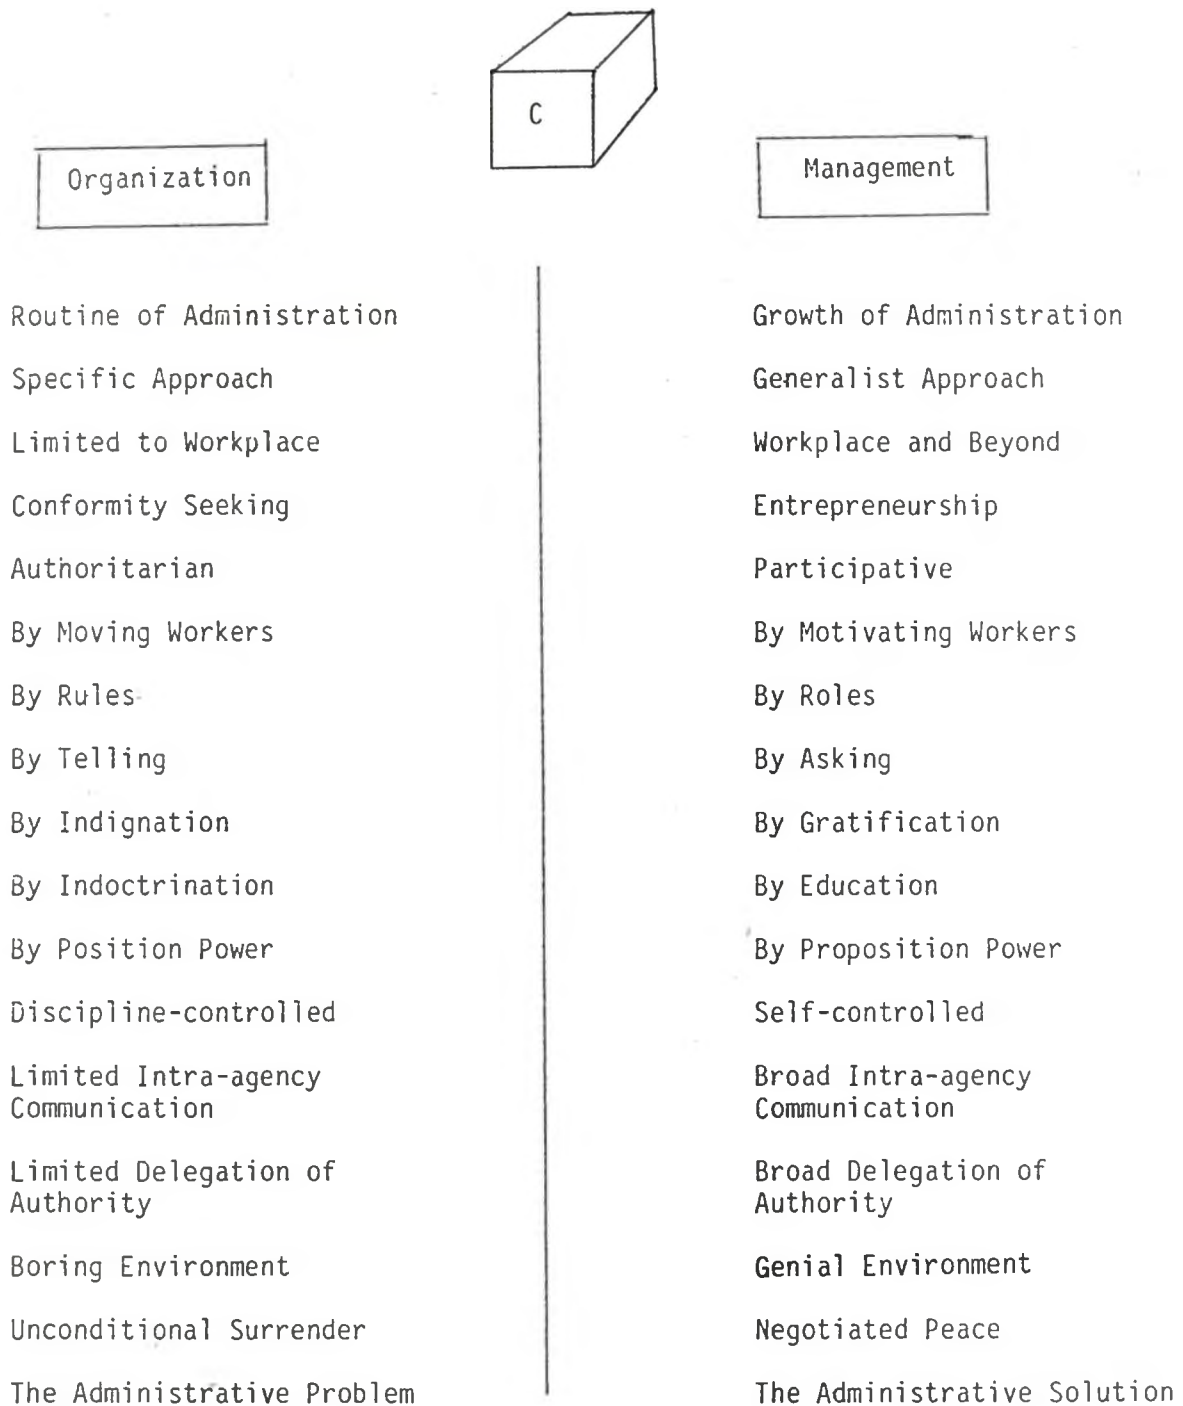 C
Organization
Management
Routine of Administration
Growth of Administration
Specific Approach
Generalist Approach
Limited to Workplace
Workplace and Beyond
Conformity Seeking
Entrepreneurship
Authoritarian
Participative
By Moving Workers
By Motivating Workers
By Rules
By Roles
By Telling
By Asking
By Indignation
By Gratification
By Indoctrination
By Education
By Position Power
By Proposition Power
Discipline-controlled
Self-controlled
Limited Intra-agency
Communication
Broad Intra-agency
Communication
Limited Delegation of
Authority
Broad Delegation of
Authority
Boring Environment
Genial Environment
Unconditional Surrender
Negotiated Peace
The Administrative Problem
The Administrative Solution